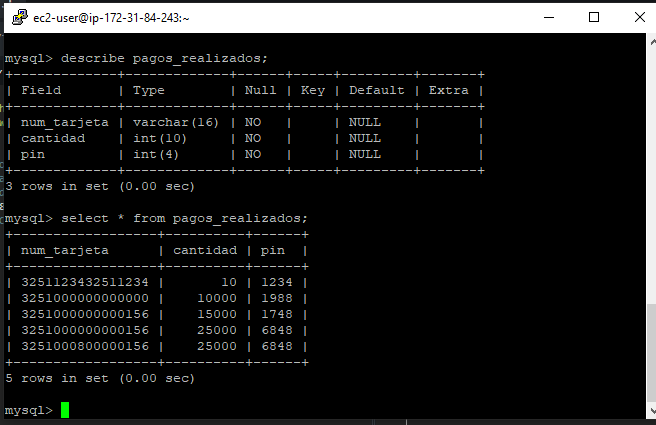 ec2-user@ip-172-31-84-243:~
mysql> describe pagos_realizados;
+-------------+-------------+------+-----+---------+-------+
| Field       | Type        | Null | Key | Default | Extra |
+-------------+-------------+------+-----+---------+-------+
| num_tarjeta | varchar(16) | NO   |     | NULL    |       |
| cantidad    | int(10)     | NO   |     | NULL    |       |
| pin         | int(4)      | NO   |     | NULL    |       |
+-------------+-------------+------+-----+---------+-------+
3 rows in set (0.00 sec)
mysql> select * from pagos_realizados;
+------------------+----------+------+
| num_tarjeta      | cantidad | pin  |
+------------------+----------+------+
| 3251123432511234 |       10 | 1234 |
| 3251000000000000 |    10000 | 1988 |
| 3251000000000156 |    15000 | 1748 |
| 3251000000000156 |    25000 | 6848 |
| 3251000800000156 |    25000 | 6848 |
+------------------+----------+------+
5 rows in set (0.00 sec)
mysql>